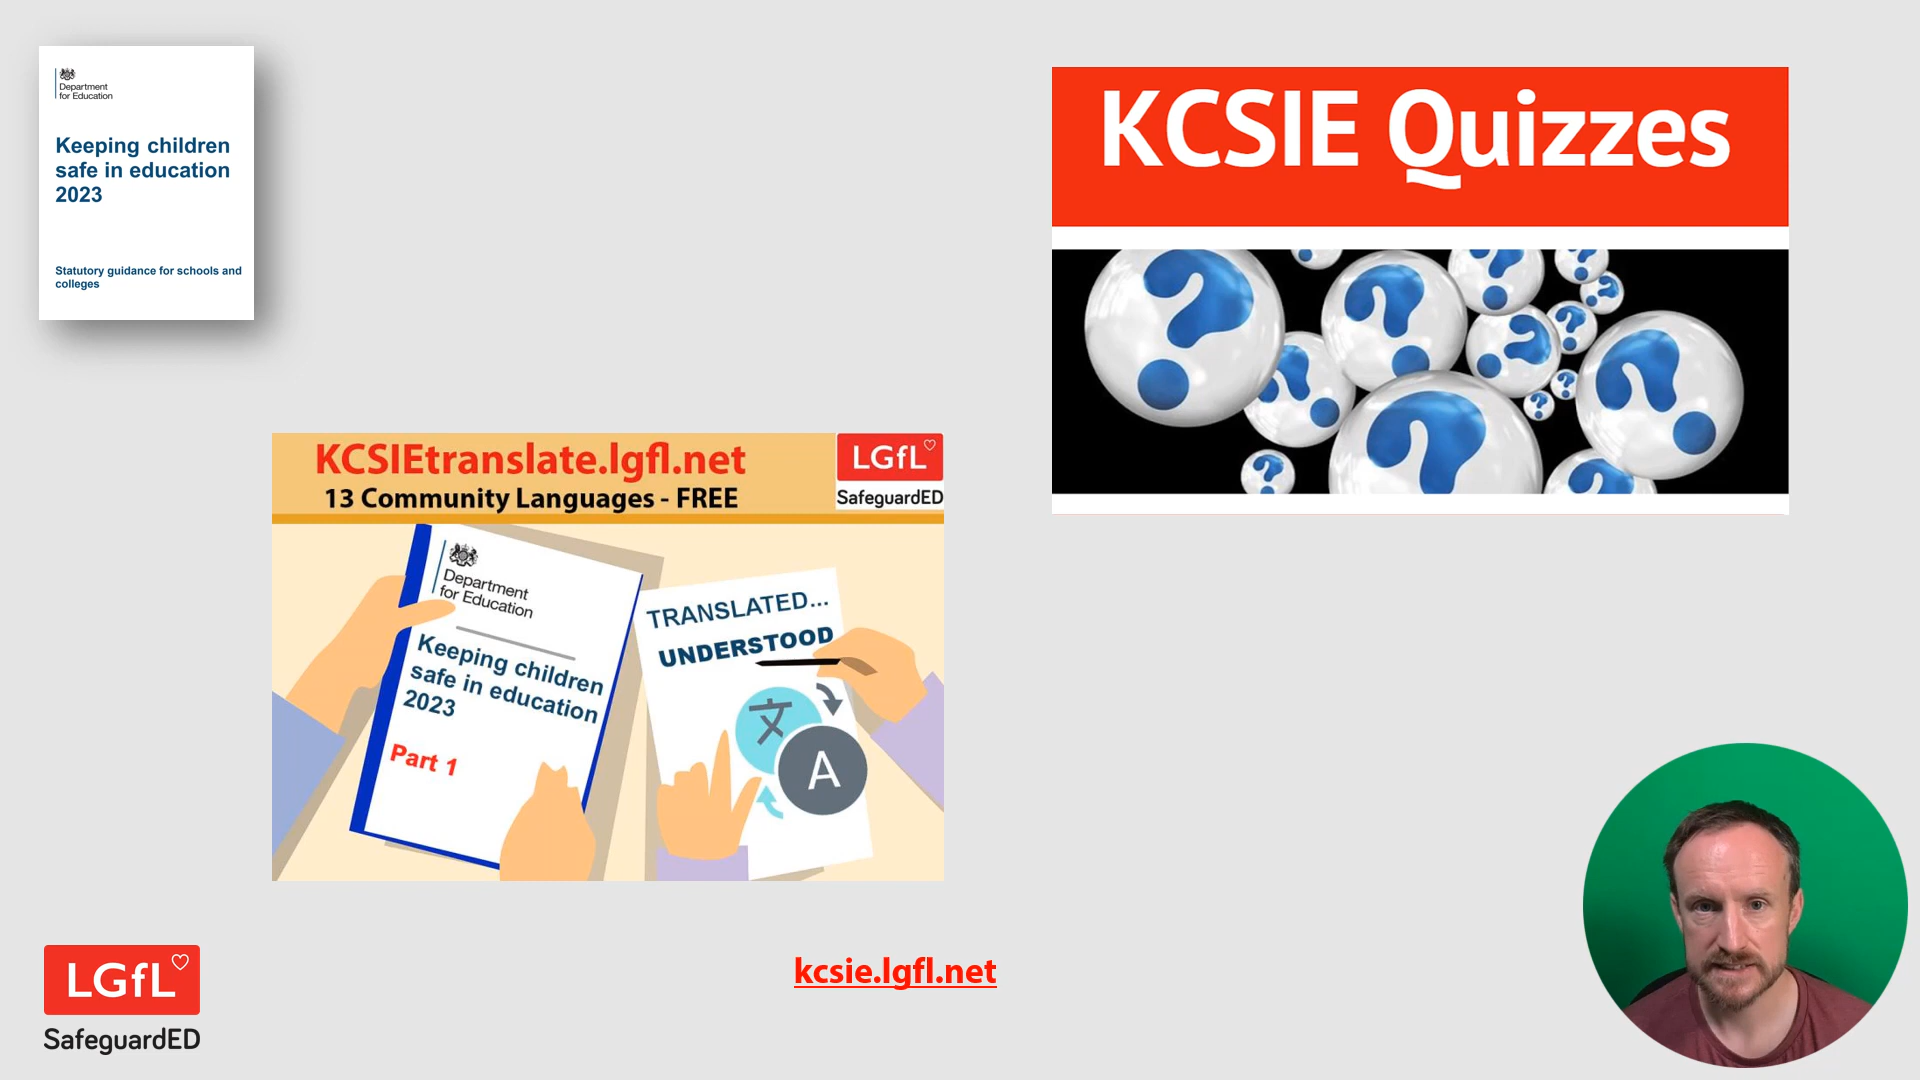 Department
for Education
Keeping children
safe in education
2023
Statutory guidance for schools and
colleges
KCSIE Quizzes
KCSIEtranslate.lgfl.net
13 Community Languages - FREE
LGfL
SafeguardED
Department
for Education
Keeping children
safe in education
2023
Part 1
TRANSLATED...
UNDERSTOOD
文
A
LGfL
SafeguardED
kcsie.lgfl.net